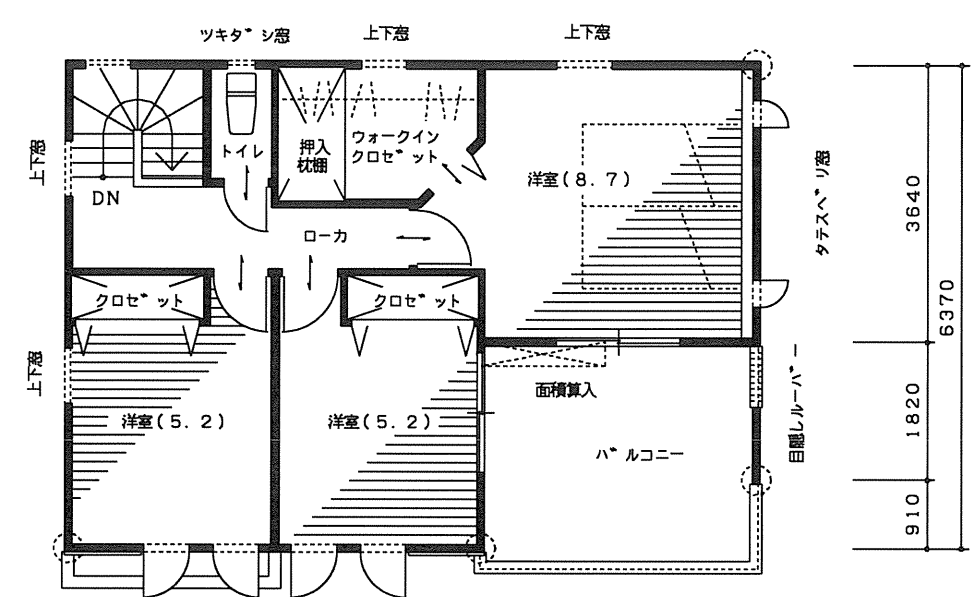 ツキダシ窓
上下窓
上下窓
上下窓
トイレ
押入
枕棚
ウォークイン
クロゼット
洋室(8.7)
タテスベリ窓
3640
DN
ローカ
6370
クロゼット
クロゼット
上下窓
面積算入
目隠しルーバー
1820
洋室(5.2)
洋室(5.2)
バルコニー
910